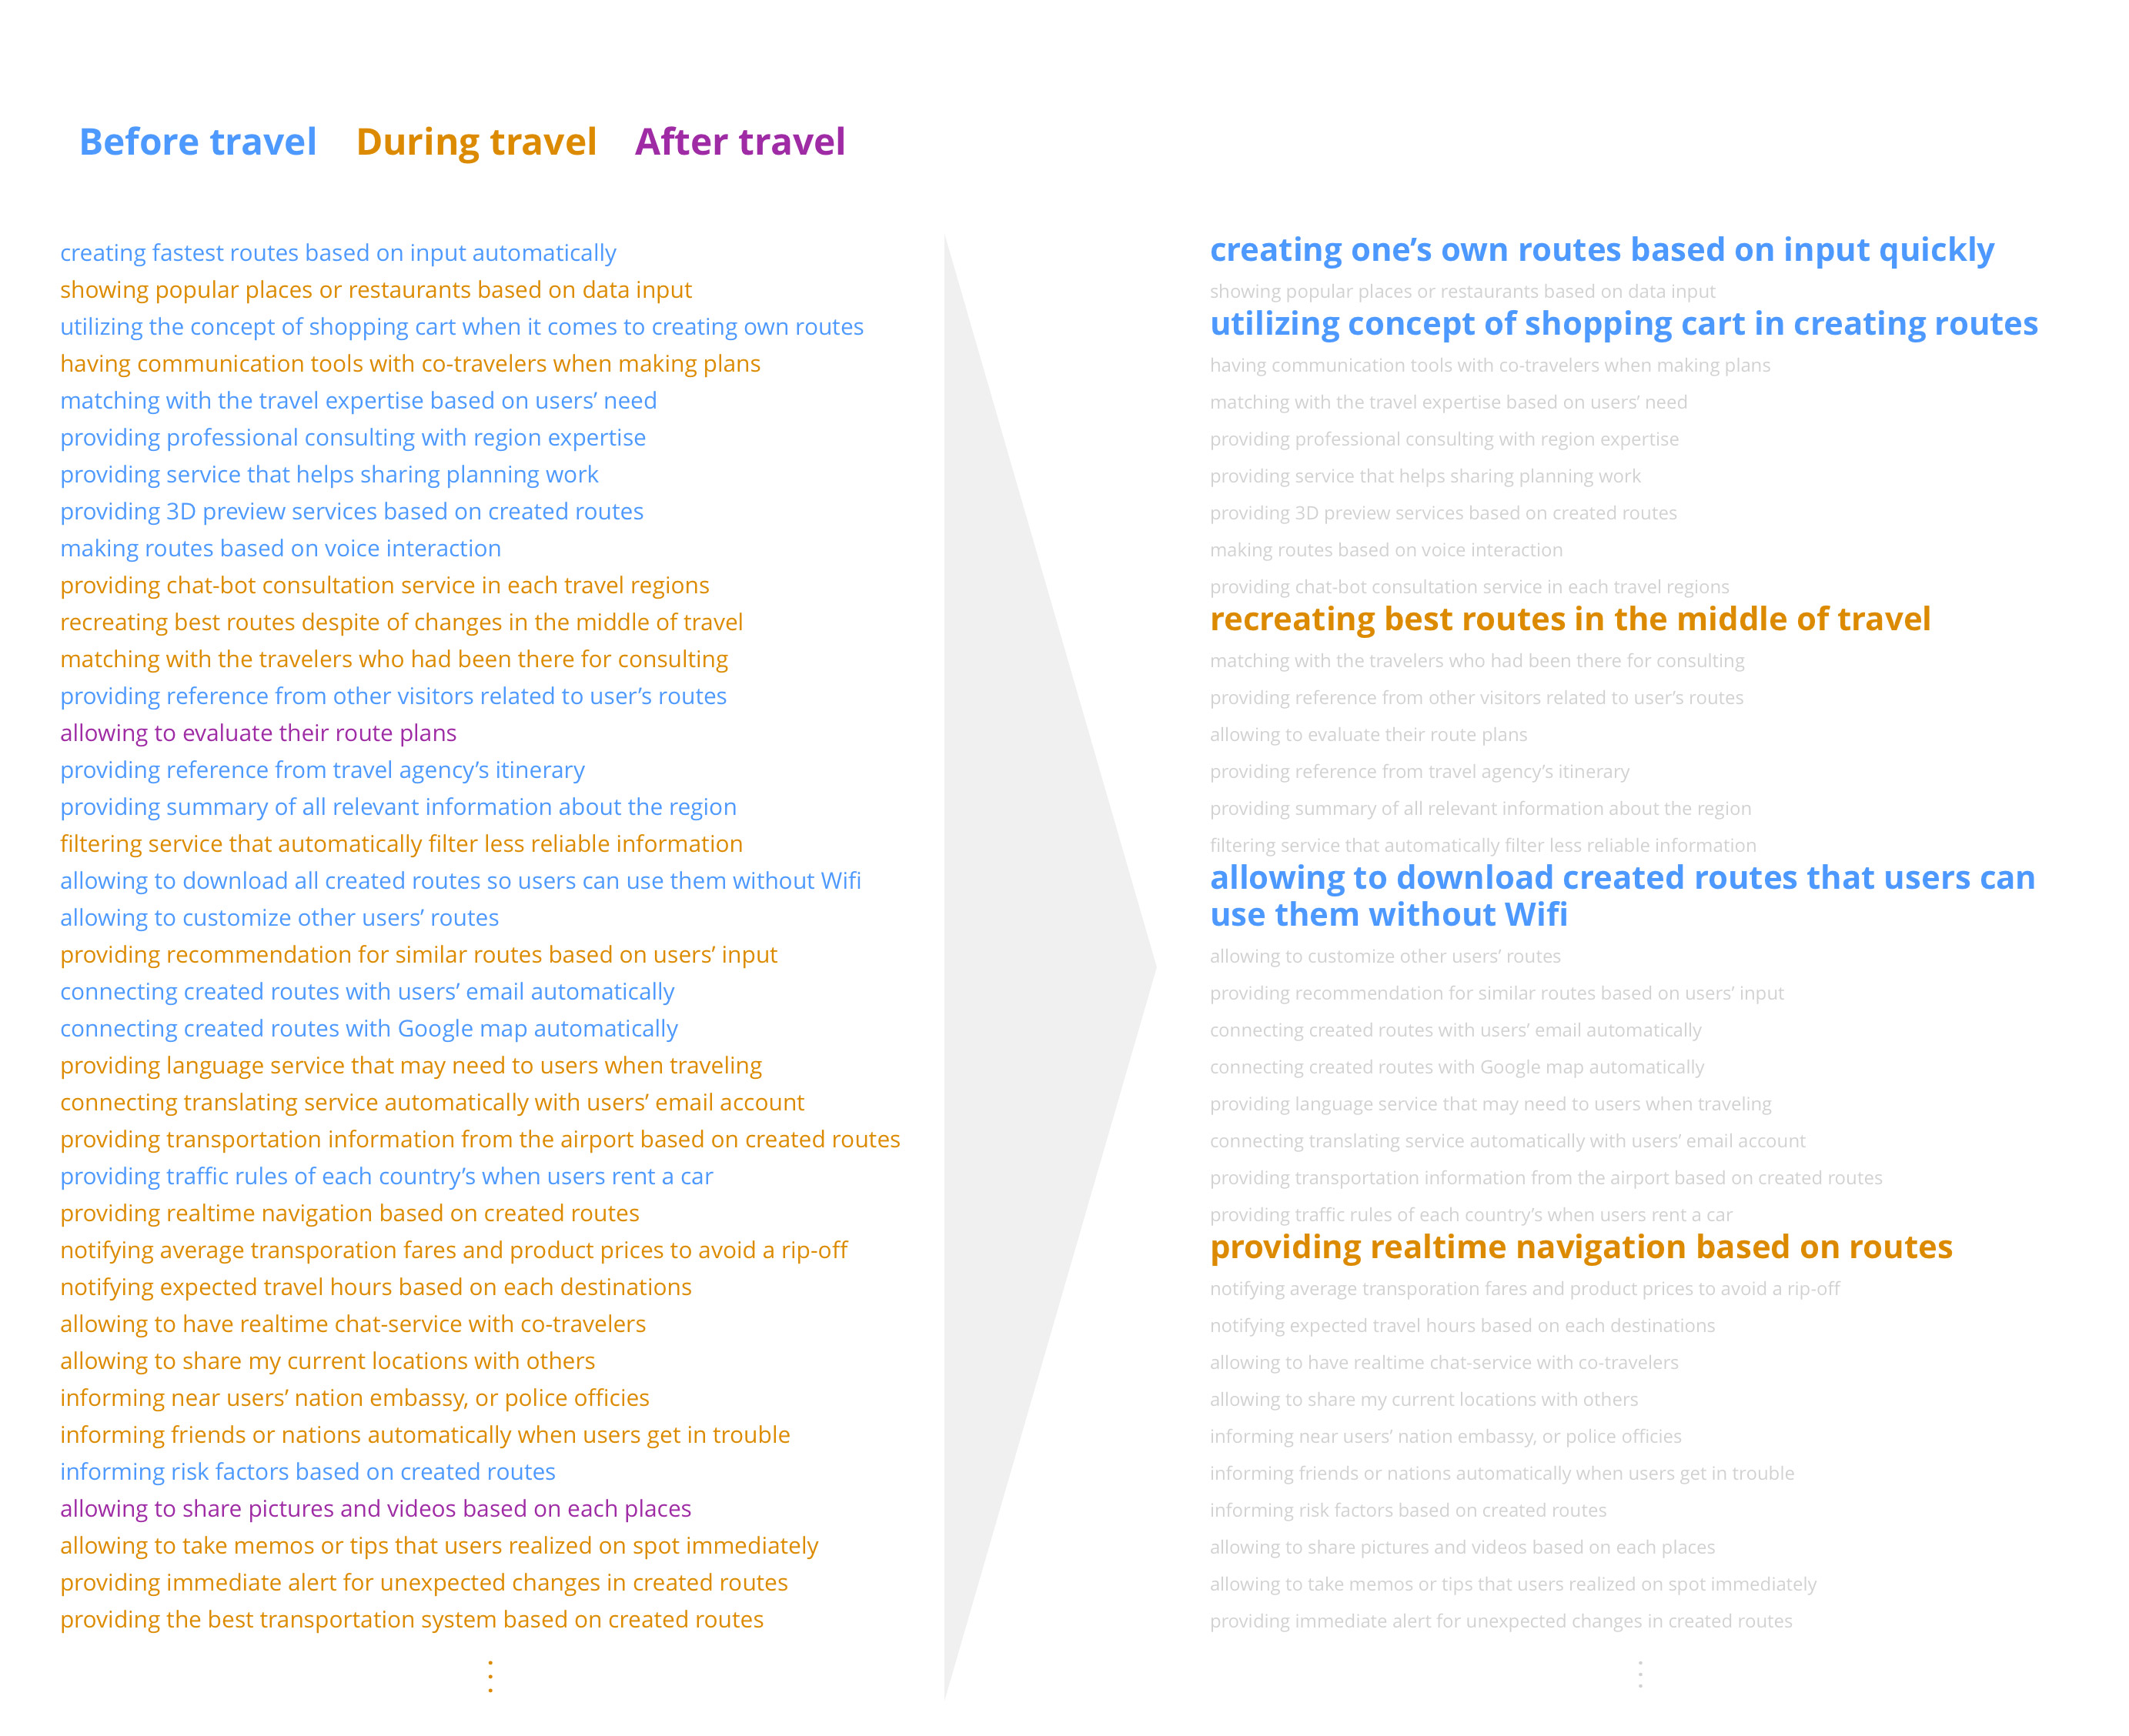 Before travel During travel After travel
creating fastest routes based on input automatically
showing popular places or restaurants based on data input
utilizing the concept of shopping cart when it comes to creating own routes
having communication tools with co-travelers when making plans
matching with the travel expertise based on users’ need
providing professional consulting with region expertise
providing service that helps sharing planning work
providing 3D preview services based on created routes
making routes based on voice interaction
providing chat-bot consultation service in each travel regions
recreating best routes despite of changes in the middle of travel
matching with the travelers who had been there for consulting
providing reference from other visitors related to user’s routes
allowing to evaluate their route plans
providing reference from travel agency’s itinerary
providing summary of all relevant information about the region
filtering service that automatically filter less reliable information
allowing to download all created routes so users can use them without Wifi
allowing to customize other users’ routes
providing recommendation for similar routes based on users’ input
connecting created routes with users’ email automatically
connecting created routes with Google map automatically
providing language service that may need to users when traveling
connecting translating service automatically with users’ email account
providing transportation information from the airport based on created routes
providing traffic rules of each country’s when users rent a car
providing realtime navigation based on created routes
notifying average transporation fares and product prices to avoid a rip-off
notifying expected travel hours based on each destinations
allowing to have realtime chat-service with co-travelers
allowing to share my current locations with others
informing near users’ nation embassy, or police officies
informing friends or nations automatically when users get in trouble
informing risk factors based on created routes
allowing to share pictures and videos based on each places
allowing to take memos or tips that users realized on spot immediately
providing immediate alert for unexpected changes in created routes
providing the best transportation system based on created routes
creating one’s own routes based on input quickly
showing popular places or restaurants based on data input
utilizing concept of shopping cart in creating routes
having communication tools with co-travelers when making plans
matching with the travel expertise based on users’ need
providing professional consulting with region expertise
providing service that helps sharing planning work
providing 3D preview services based on created routes
making routes based on voice interaction
providing chat-bot consultation service in each travel regions
recreating best routes in the middle of travel
matching with the travelers who had been there for consulting
providing reference from other visitors related to user’s routes
allowing to evaluate their route plans
providing reference from travel agency’s itinerary
providing summary of all relevant information about the region
filtering service that automatically filter less reliable information
allowing to download created routes that users can
use them without Wifi
allowing to customize other users’ routes
providing recommendation for similar routes based on users’ input
connecting created routes with users’ email automatically
connecting created routes with Google map automatically
providing language service that may need to users when traveling
connecting translating service automatically with users’ email account
providing transportation information from the airport based on created routes
providing traffic rules of each country’s when users rent a car
providing realtime navigation based on routes
notifying average transporation fares and product prices to avoid a rip-off
notifying expected travel hours based on each destinations
allowing to have realtime chat-service with co-travelers
allowing to share my current locations with others
informing near users’ nation embassy, or police officies
informing friends or nations automatically when users get in trouble
informing risk factors based on created routes
allowing to share pictures and videos based on each places
allowing to take memos or tips that users realized on spot immediately
providing immediate alert for unexpected changes in created routes